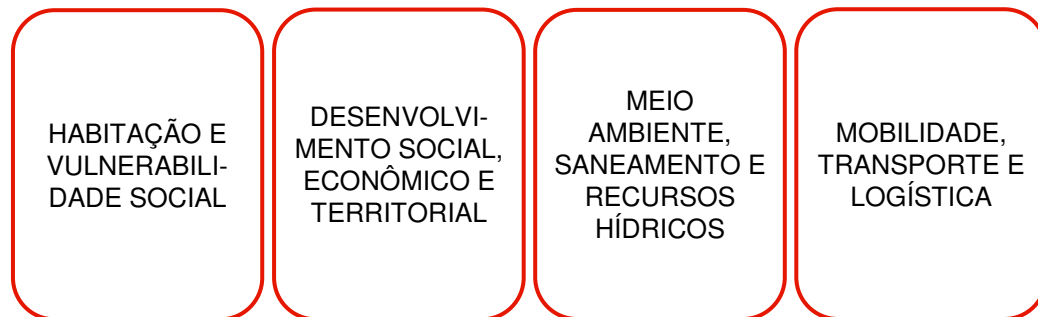 HABITAÇÃO E
VULNERABILI-
DADE SOCIAL
DESENVOLVI-
MENTO SOCIAL,
ECONÔMICO E
TERRITORIAL
MEIO
AMBIENTE,
SANEAMENTO E
RECURSOS
HÍDRICOS
MOBILIDADE,
TRANSPORTE E
LOGÍSTICA